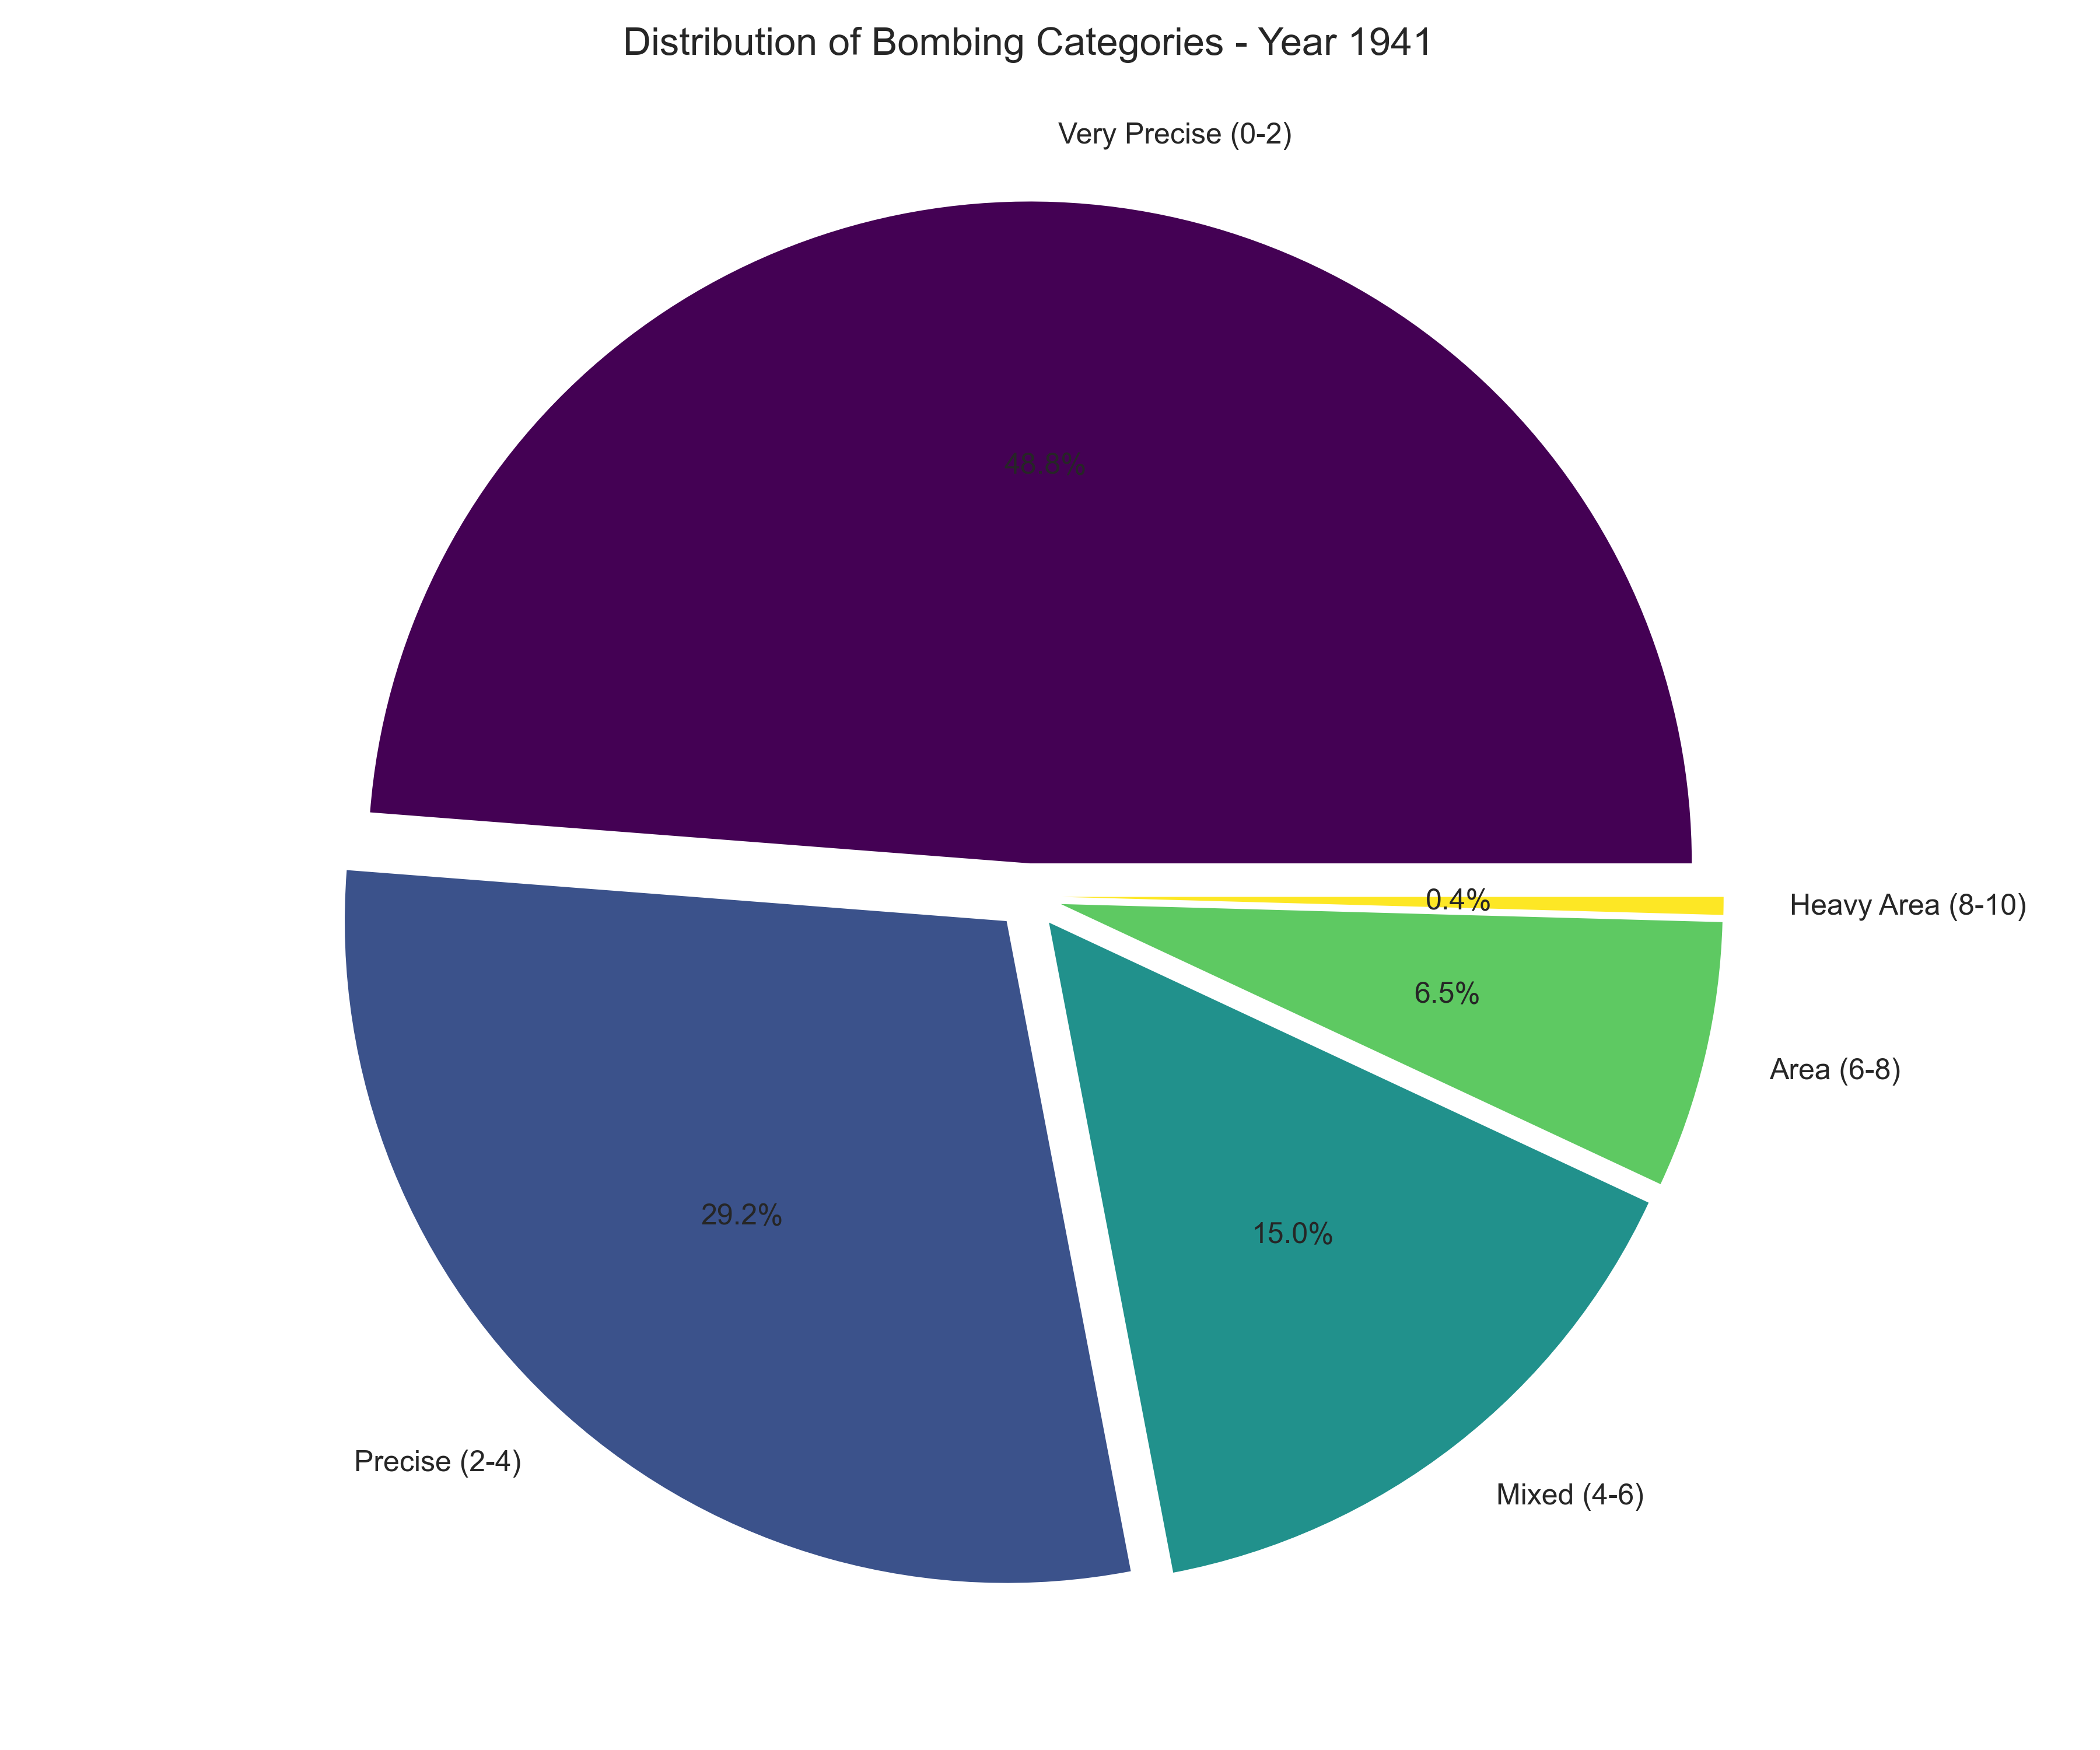 Distribution of Bombing Categories - Year 1941
Very Precise (0-2)
48.8%
0.4%
Heavy Area (8-10)
6.5%
Area (6-8)
29.2%
15.0%
Precise (2-4)
Mixed (4-6)